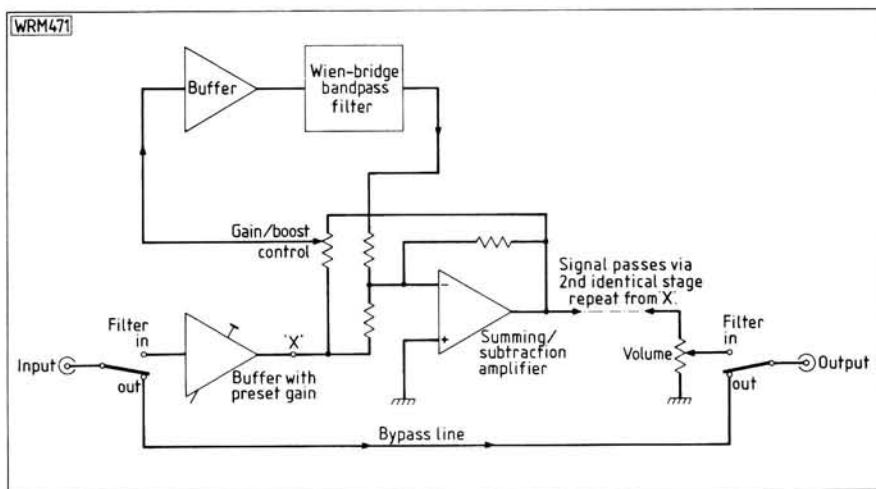 WRM471
Buffer
Wien-bridge
bandpass
filter
Gain/boost
control
Signal passes via
2nd identical stage
repeat from 'X'.
Filter
in
'X'
−
+
Summing/
subtraction
amplifier
Volume
Filter
in
Input
out
Buffer with
preset gain
out
Output
Bypass line